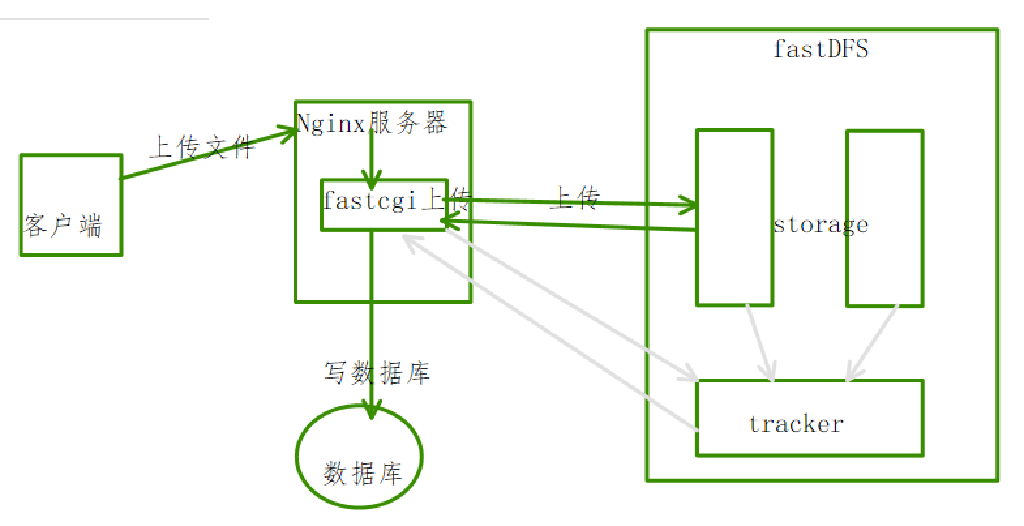 fastDFS
Nginx服务器
上传文件
fastcgi上传
上传
客户端
storage
写数据库
tracker
数据库